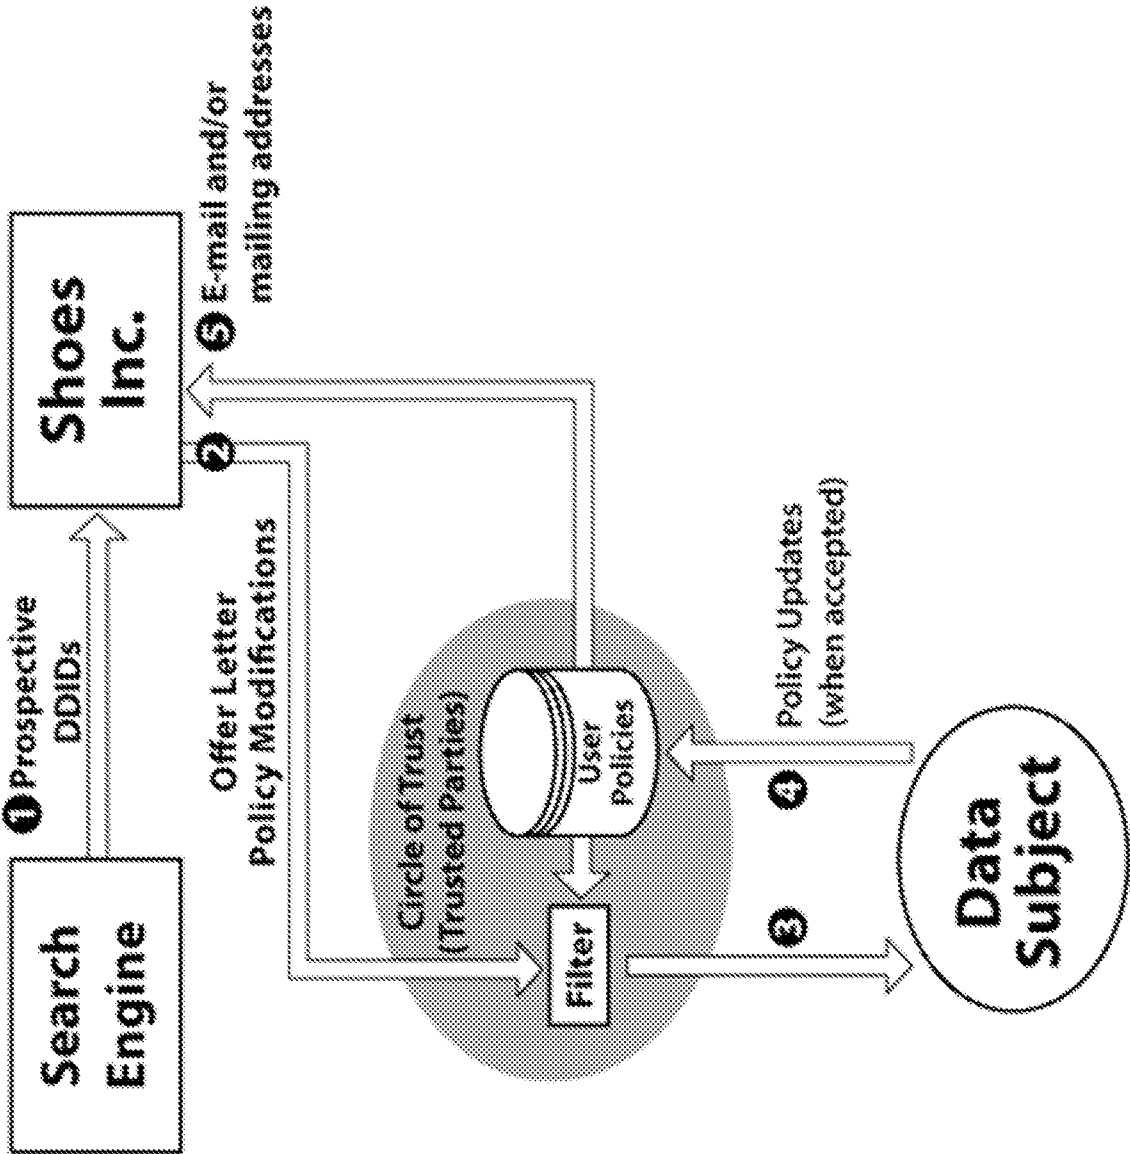 Search
Engine
❶ Prospective
DDIDs
Shoes
Inc.
Offer Letter
Policy Modifications
❷
❺ E-mail and/or
mailing addresses
Circle of Trust
(Trusted Parties)
Filter
User
Policies
❸
❹
Policy Updates
(when accepted)
Data
Subject